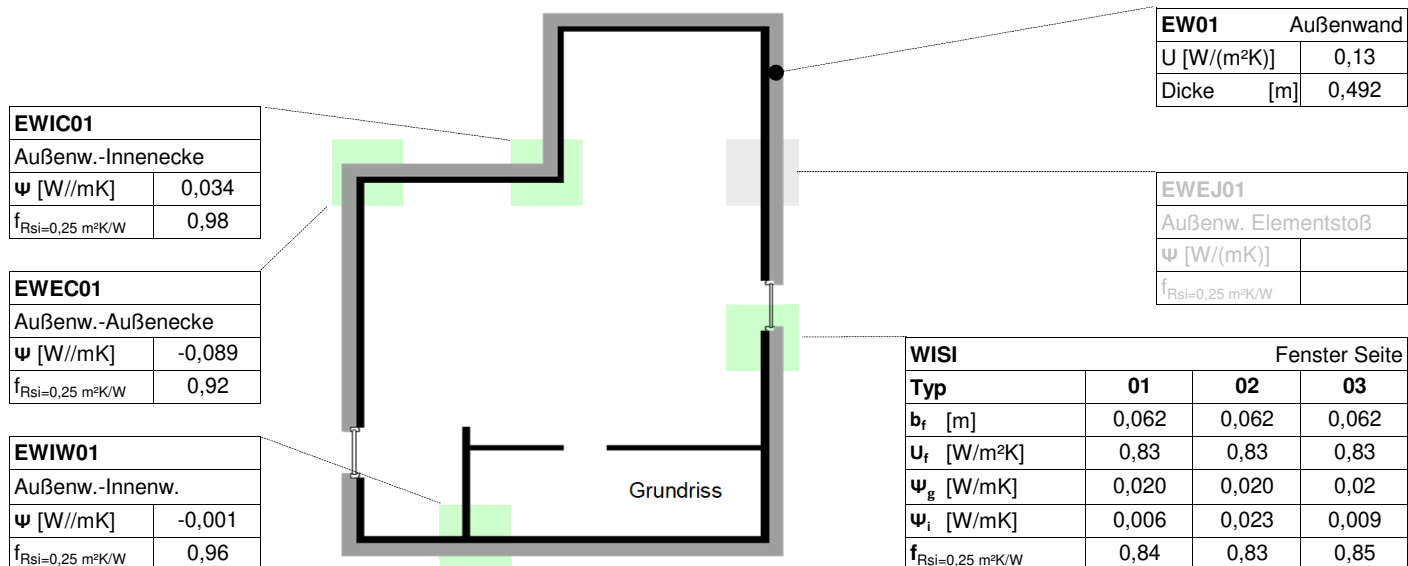 EW01 Außenwand
U [W/(m²K)] 0,13
Dicke [m] 0,492
EWIC01
Außenw.-Innenecke
Ψ [W//mK] 0,034
fRsi=0,25 m²K/W 0,98
EWEJ01
Außenw. Elementstoß
Ψ [W/(mK)]
fRsi=0,25 m²K/W
EWEC01
Außenw.-Außenecke
Ψ [W//mK] -0,089
fRsi=0,25 m²K/W 0,92
WISI Fenster Seite
Typ 01 02 03
bf [m] 0,062 0,062 0,062
Uf [W/m²K] 0,83 0,83 0,83
Ψg [W/mK] 0,020 0,020 0,02
Ψi [W/mK] 0,006 0,023 0,009
fRsi=0,25 m²K/W 0,84 0,83 0,85
EWIW01
Außenw.-Innenw.
Ψ [W//mK] -0,001
fRsi=0,25 m²K/W 0,96
Grundriss